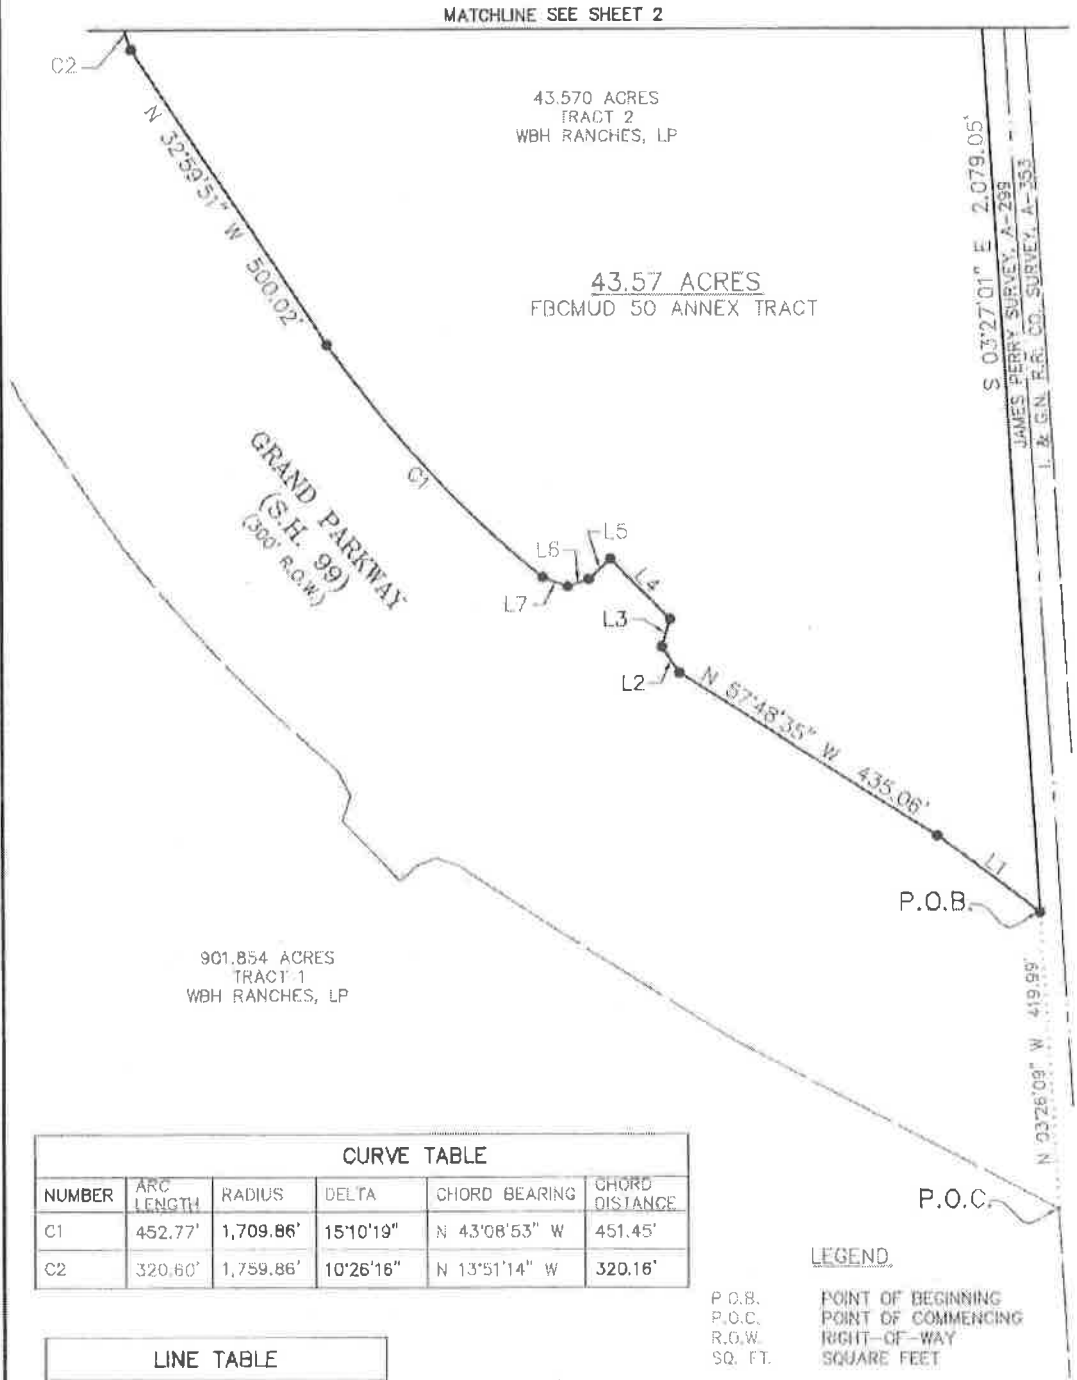 MATCHLINE SEE SHEET 2
C2
N 32°59'51" W 500.02'
43.570 ACRES
TRACT 2
WBH RANCHES, LP
43.57 ACRES
FBCMUD 50 ANNEX TRACT
S 03°27'01" E 2,079.05'
JAMES PERRY SURVEY, A-299
I. & G.N. R.R. CO. SURVEY, A-353
GRAND PARKWAY
(S.H. 99)
(300' R.O.W.)
C1
L5
L6
L4
L7
L3
L2
N 57°48'35" W 435.06'
L1
P.O.B.
901.854 ACRES
TRACT 1
WBH RANCHES, LP
N 03°26'09" W 419.99'
P.O.C.
CURVE TABLE
NUMBER ARC LENGTH RADIUS DELTA CHORD BEARING CHORD DISTANCE
C1 452.77' 1,709.86' 15°10'19" N 43°08'53" W 451.45'
C2 320.60' 1,759.86' 10°26'16" N 13°51'14" W 320.16'
LEGEND
P.O.B. POINT OF BEGINNING
P.O.C. POINT OF COMMENCING
R.O.W. RIGHT-OF-WAY
SQ. FT. SQUARE FEET
LINE TABLE